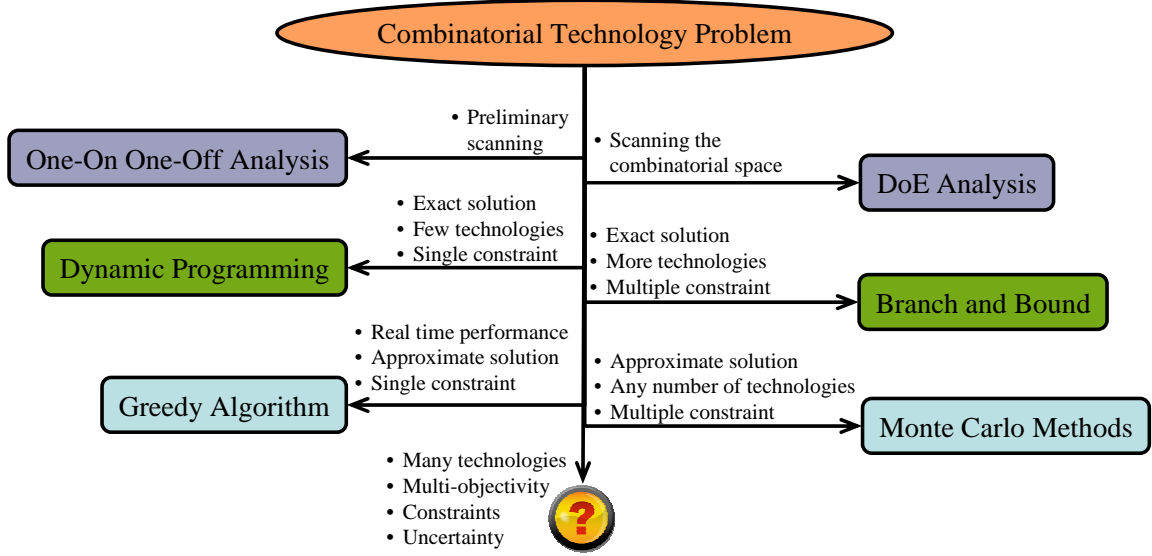 Combinatorial Technology Problem
• Preliminary
scanning
One-On One-Off Analysis
• Scanning the
combinatorial space
DoE Analysis
• Exact solution
• Few technologies
• Single constraint
Dynamic Programming
• Exact solution
• More technologies
• Multiple constraint
Branch and Bound
• Real time performance
• Approximate solution
• Single constraint
Greedy Algorithm
• Approximate solution
• Any number of technologies
• Multiple constraint
Monte Carlo Methods
• Many technologies
• Multi-objectivity
• Constraints
• Uncertainty
?